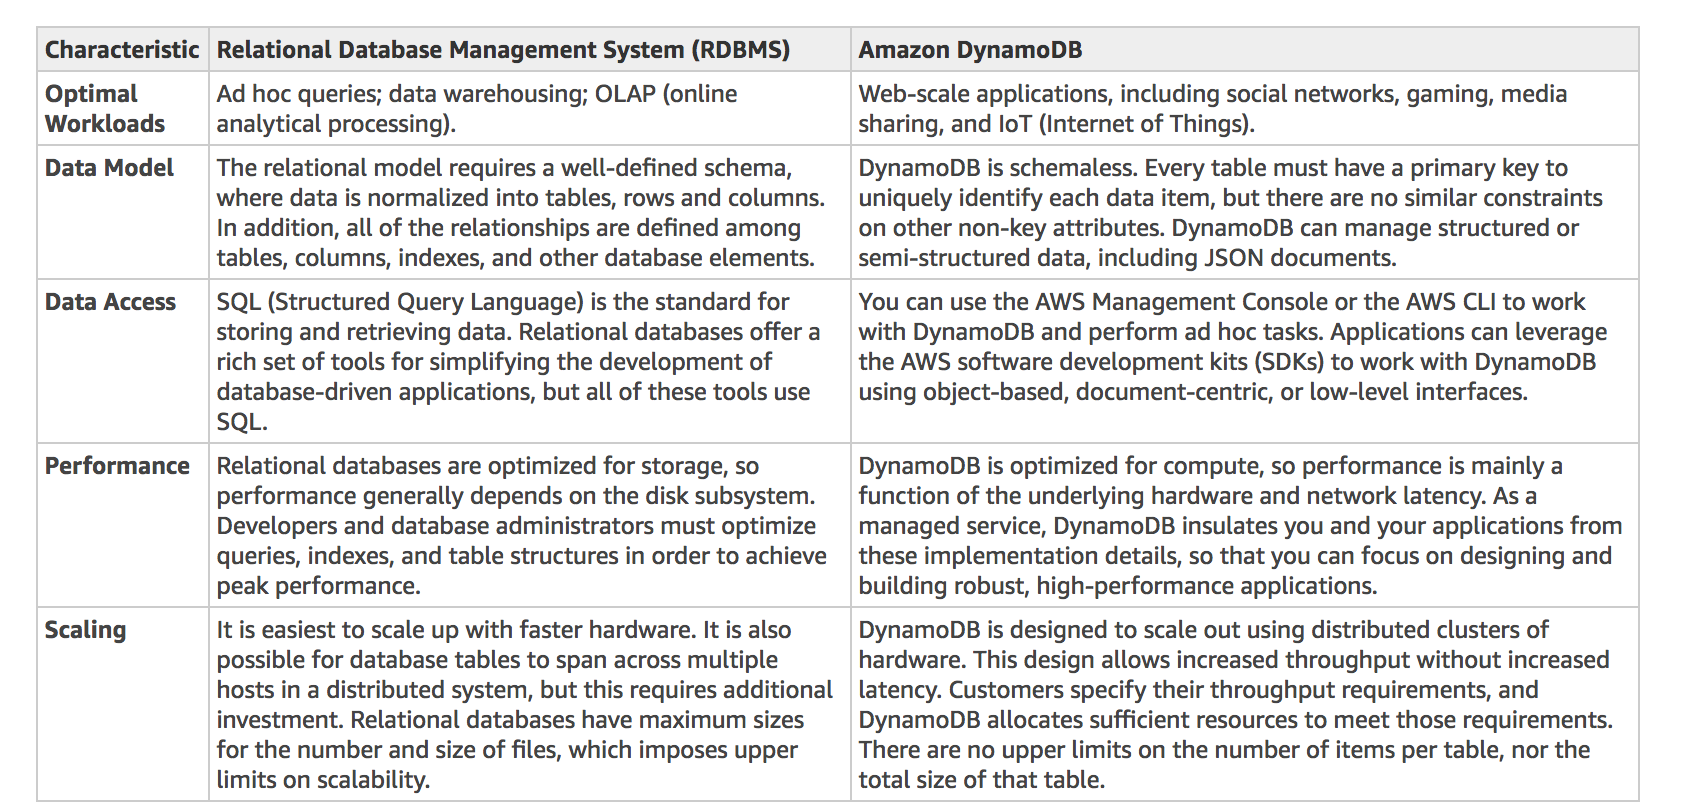 Characteristic Relational Database Management System (RDBMS) Amazon DynamoDB
Optimal
Workloads
Ad hoc queries; data warehousing; OLAP (online
analytical processing).
Web-scale applications, including social networks, gaming, media
sharing, and IoT (Internet of Things).
Data Model
The relational model requires a well-defined schema,
where data is normalized into tables, rows and columns.
In addition, all of the relationships are defined among
tables, columns, indexes, and other database elements.
DynamoDB is schemaless. Every table must have a primary key to
uniquely identify each data item, but there are no similar constraints
on other non-key attributes. DynamoDB can manage structured or
semi-structured data, including JSON documents.
Data Access
SQL (Structured Query Language) is the standard for
storing and retrieving data. Relational databases offer a
rich set of tools for simplifying the development of
database-driven applications, but all of these tools use
SQL.
You can use the AWS Management Console or the AWS CLI to work
with DynamoDB and perform ad hoc tasks. Applications can leverage
the AWS software development kits (SDKs) to work with DynamoDB
using object-based, document-centric, or low-level interfaces.
Performance
Relational databases are optimized for storage, so
performance generally depends on the disk subsystem.
Developers and database administrators must optimize
queries, indexes, and table structures in order to achieve
peak performance.
DynamoDB is optimized for compute, so performance is mainly a
function of the underlying hardware and network latency. As a
managed service, DynamoDB insulates you and your applications from
these implementation details, so that you can focus on designing and
building robust, high-performance applications.
Scaling
It is easiest to scale up with faster hardware. It is also
possible for database tables to span across multiple
hosts in a distributed system, but this requires additional
investment. Relational databases have maximum sizes
for the number and size of files, which imposes upper
limits on scalability.
DynamoDB is designed to scale out using distributed clusters of
hardware. This design allows increased throughput without increased
latency. Customers specify their throughput requirements, and
DynamoDB allocates sufficient resources to meet those requirements.
There are no upper limits on the number of items per table, nor the
total size of that table.